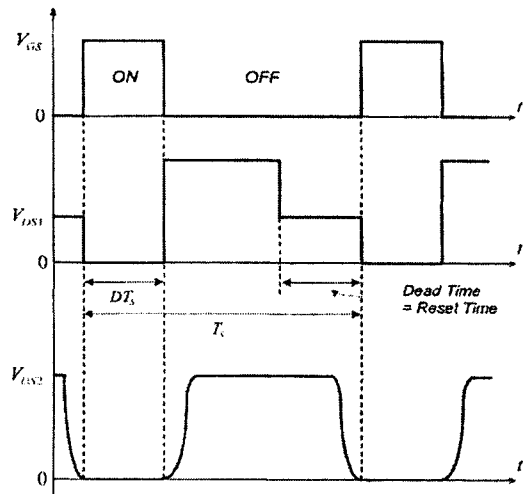 V_GS
ON
OFF
0
t
V_DS1
0
t
DT_s
T_s
Dead Time
= Reset Time
V_DS2
0
t